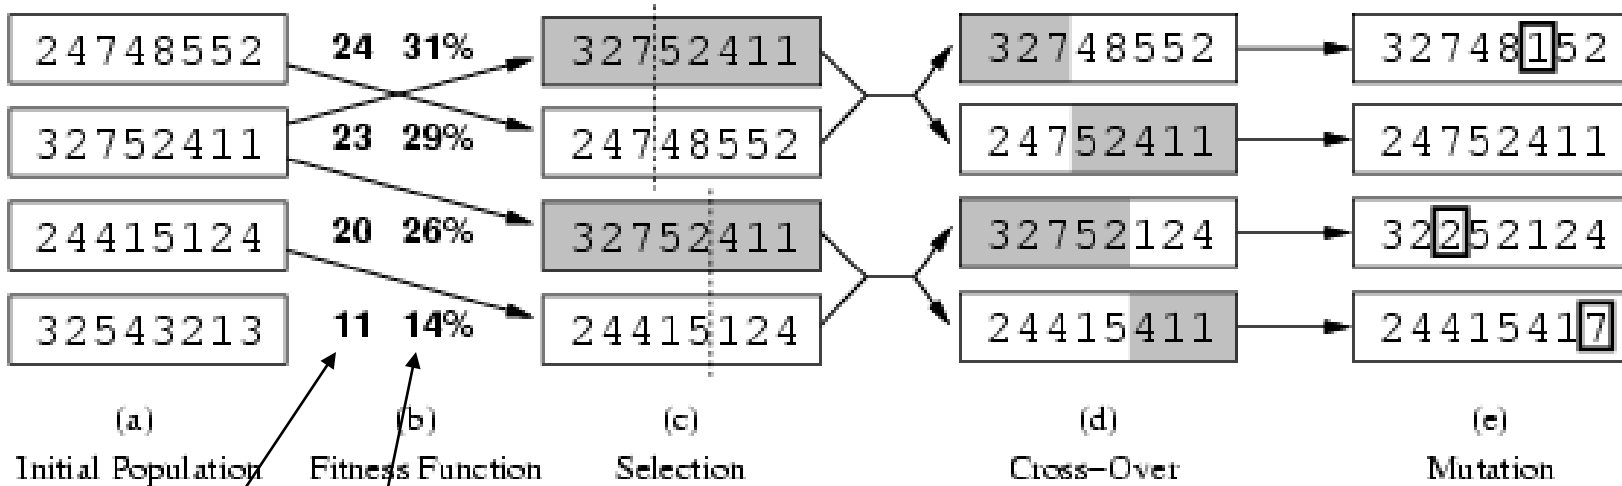 24748552 24 31% 32752411 32748552 32748152
32752411 23 29% 24748552 24752411 24752411
24415124 20 26% 32752411 32752124 32252124
32543213 11 14% 24415124 24415411 24415417
(a) (b) (c) (d) (e)
Initial Population Fitness Function Selection Cross-Over Mutation